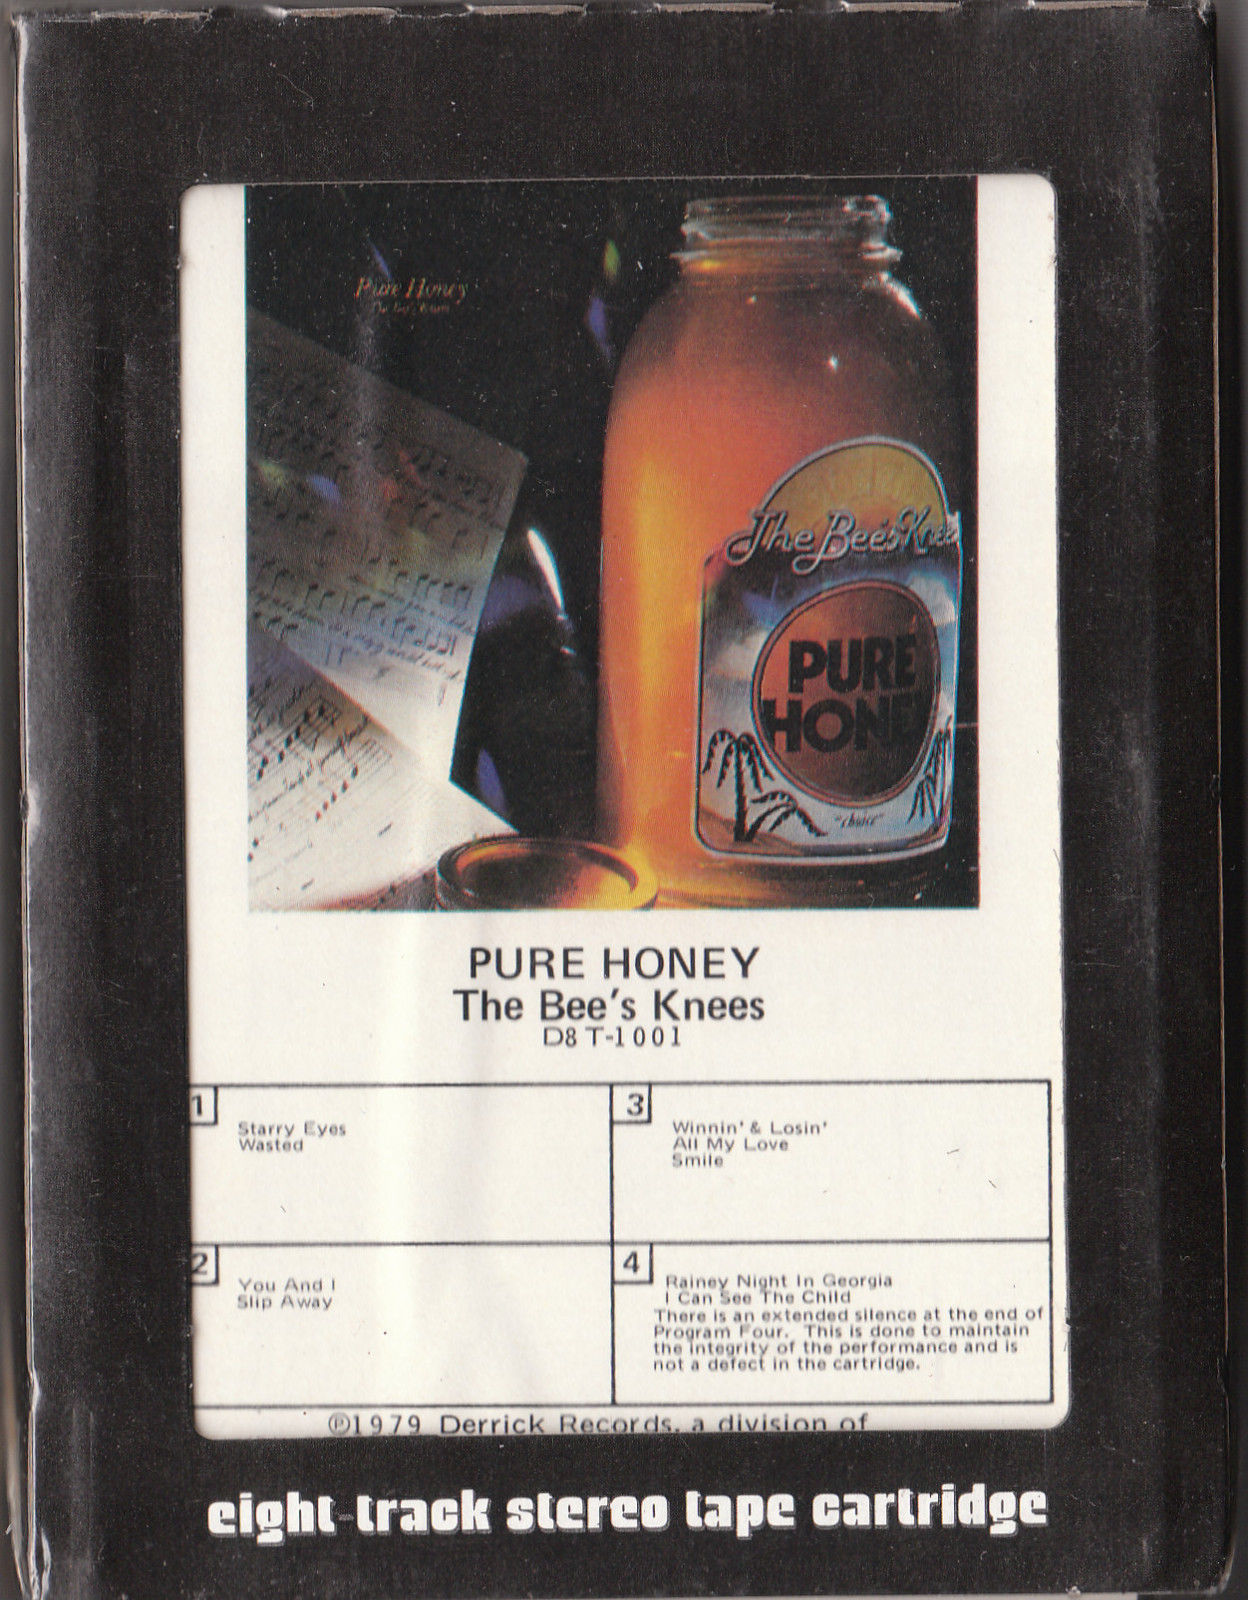 Pure Honey
The Bee's Knees
The Bee's Knees
PURE
HONE
"choice"
PURE HONEY
The Bee's Knees
D8T-1001
1
Starry Eyes
Wasted
2
You And I
Slip Away
3
Winnin' & Losin'
All My Love
Smile
4
Rainey Night In Georgia
I Can See The Child
There is an extended silence at the end of
Program Four. This is done to maintain
the integrity of the performance and is
not a defect in the cartridge.
℗1979 Derrick Records, a division of
eight-track stereo tape cartridge